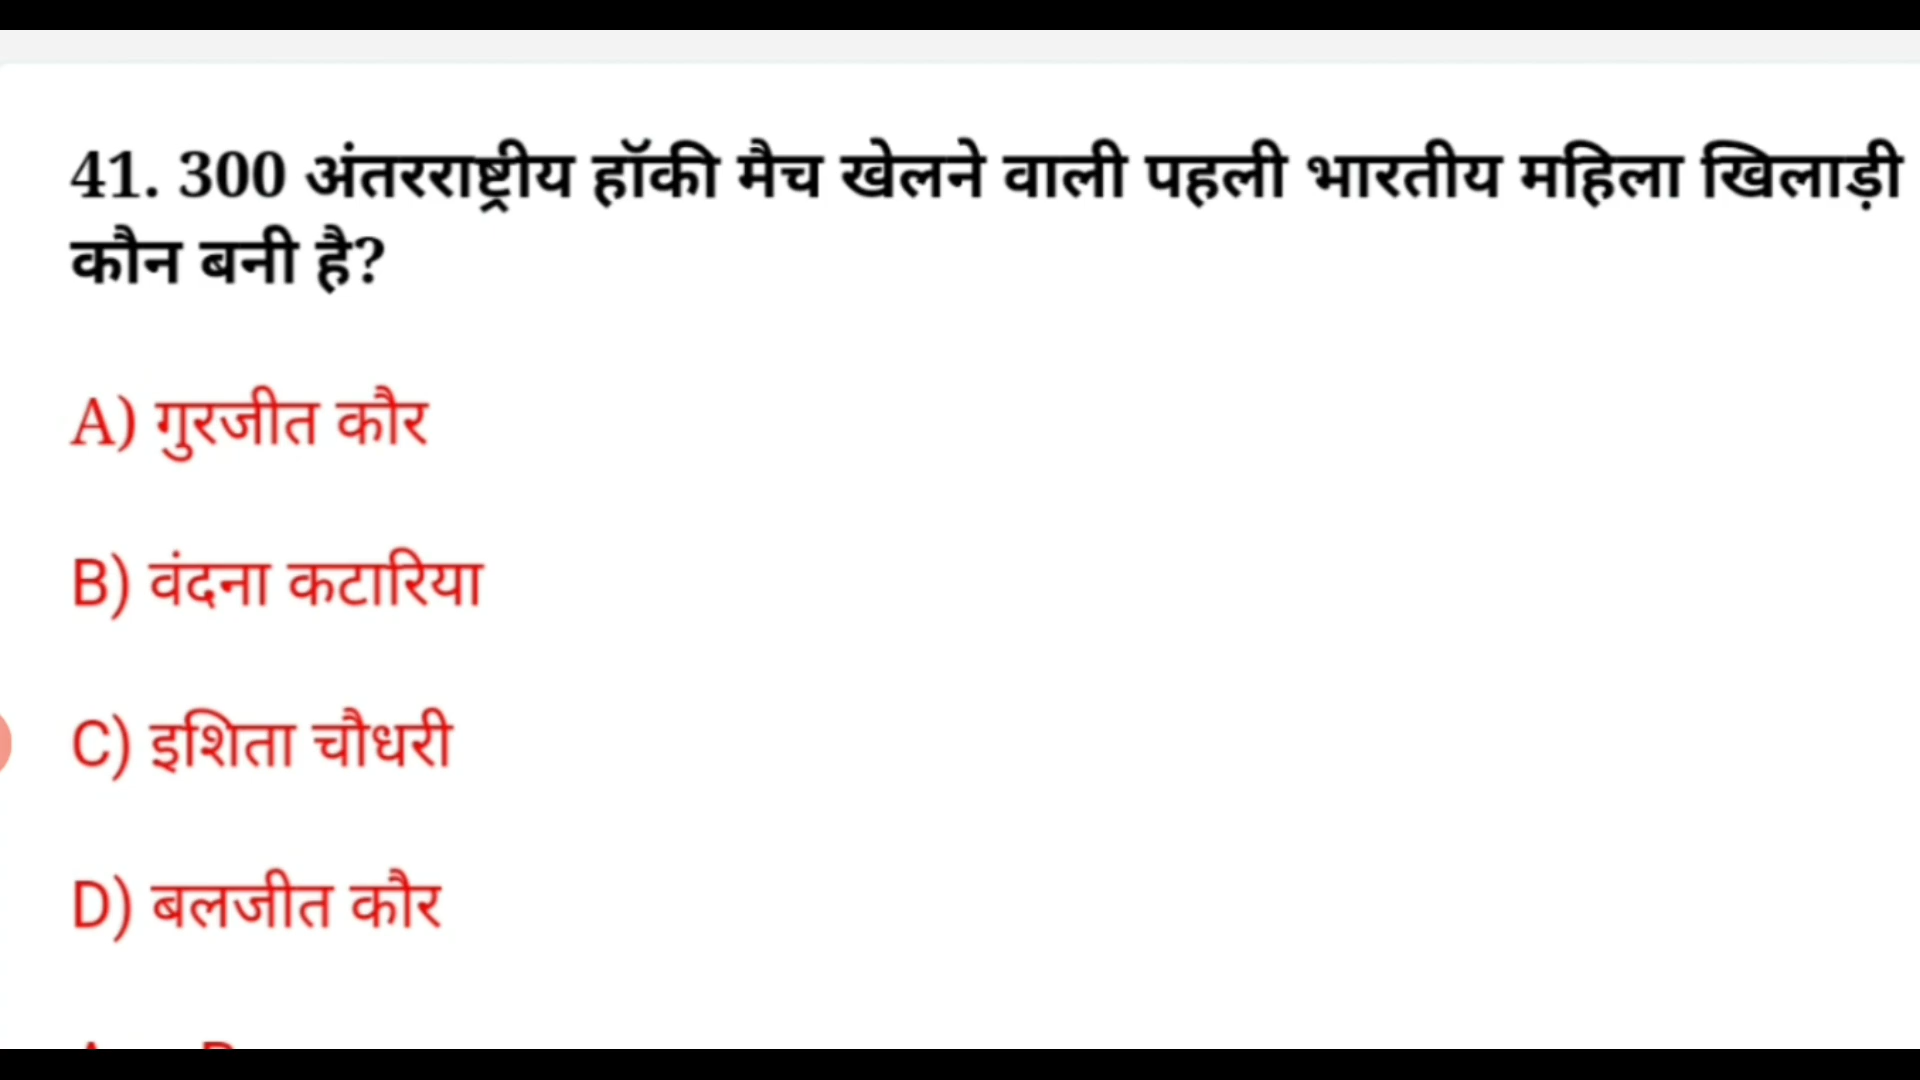 41. 300 अंतरराष्ट्रीय हॉकी मैच खेलने वाली पहली भारतीय महिला खिलाड़ी
कौन बनी है?
A) गुरजीत कौर
B) वंदना कटारिया
C) इशिता चौधरी
D) बलजीत कौर